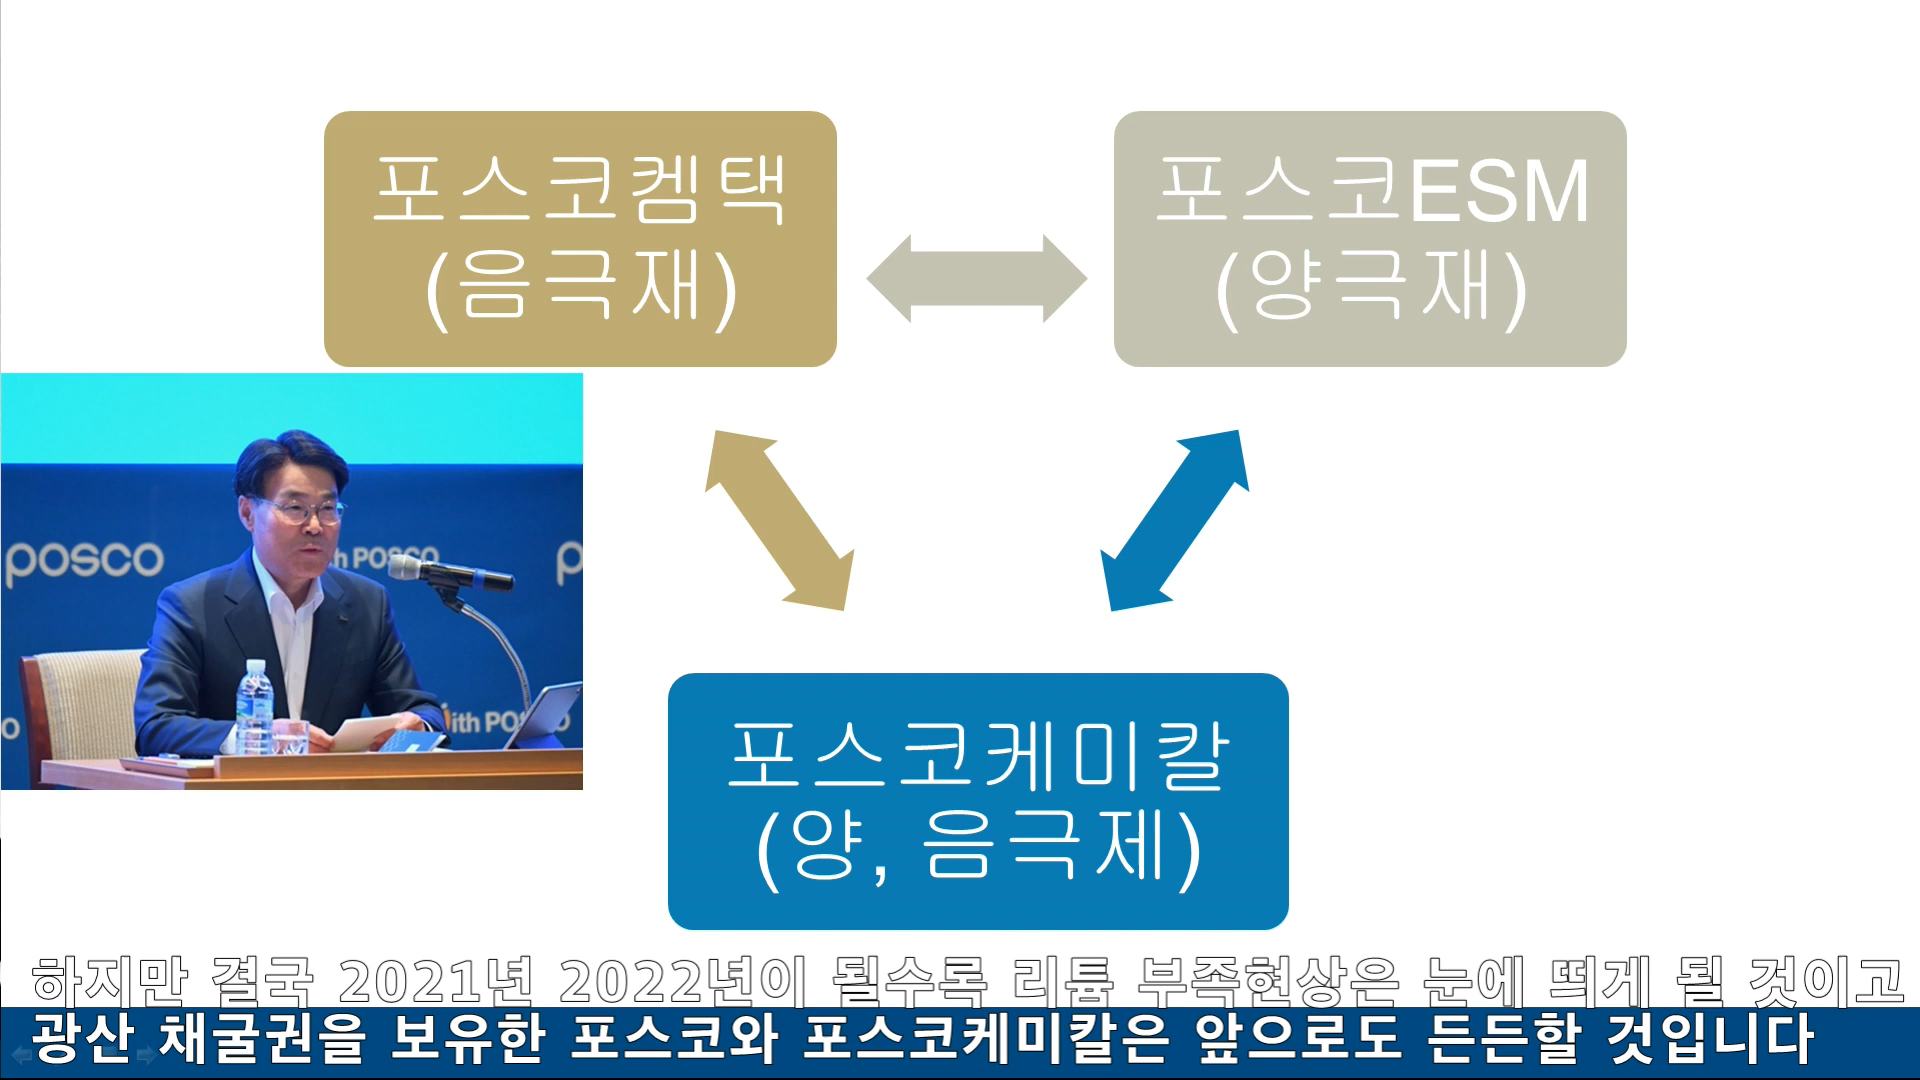 포스코켐택
(음극재)
포스코ESM
(양극재)
posco
h POSCO
p
o
ith PO
o
포스코케미칼
(양, 음극제)
하지만 결국 2021년 2022년이 될수록 리튬 부족현상은 눈에 띄게 될 것이고
광산 채굴권을 보유한 포스코와 포스코케미칼은 앞으로도 든든할 것입니다